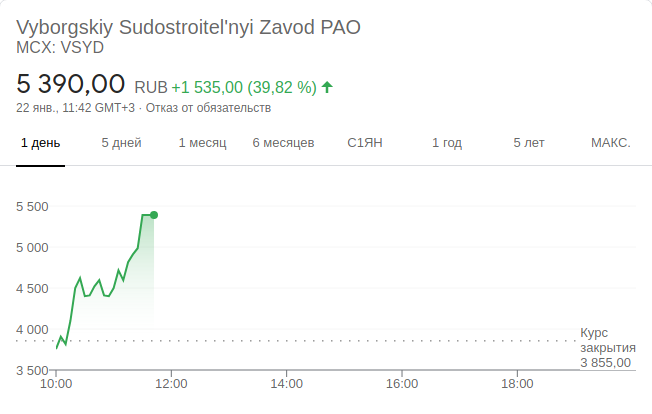 Vyborgskiy Sudostroitel'nyi Zavod PAO
MCX: VSYD
5 390,00 RUB +1 535,00 (39,82 %)
22 янв., 11:42 GMT+3 · Отказ от обязательств
1 день 5 дней 1 месяц 6 месяцев С1ЯН 1 год 5 лет МАКС.
5 500
5 000
4 500
4 000
3 500
Курс
закрытия
3 855,00
10:00 12:00 14:00 16:00 18:00